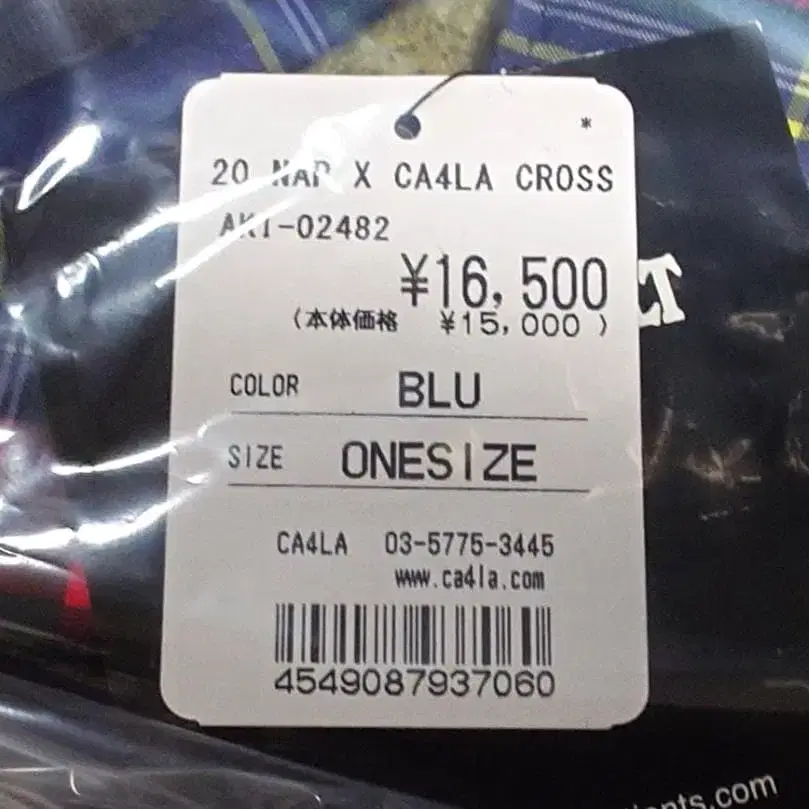 *
20 NAP X CA4LA CROSS
AKI-02482
¥16,500
(本体価格 ¥15,000 )
COLOR BLU
SIZE ONESIZE
CA4LA 03-5775-3445
www.ca4la.com
4549087937060